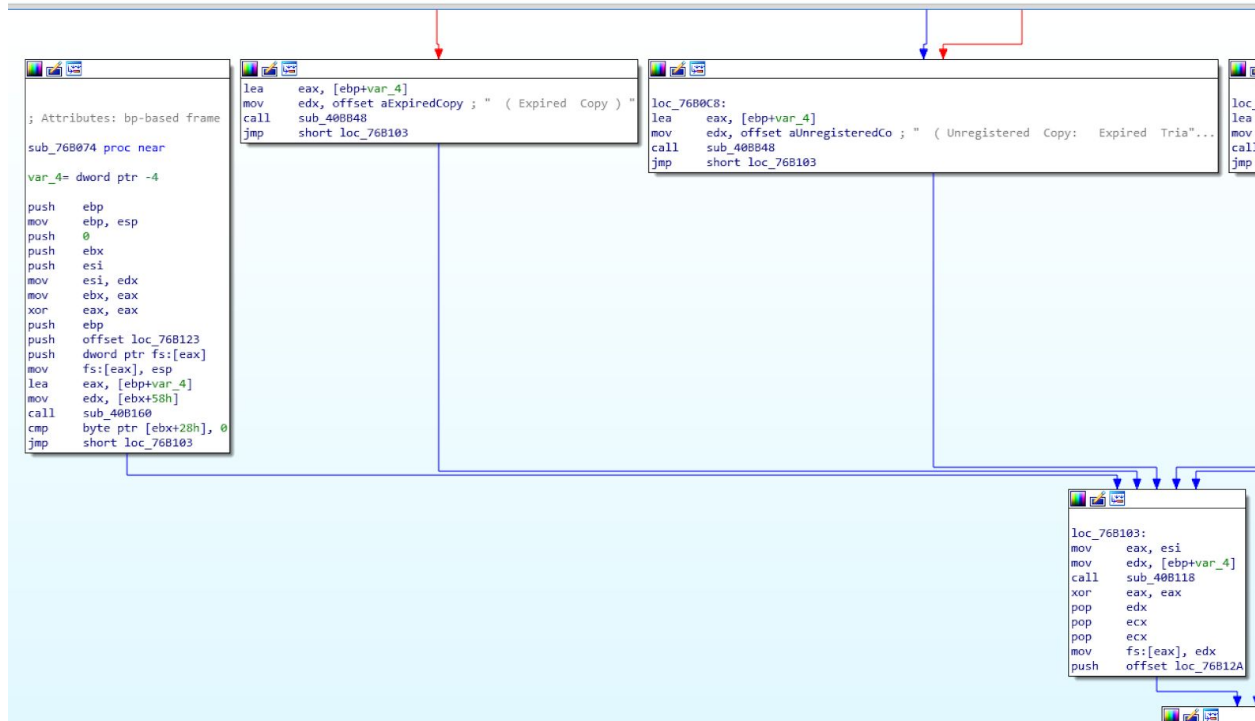 ; Attributes: bp-based frame
sub_76B074 proc near
var_4= dword ptr -4
push ebp
mov ebp, esp
push 0
push ebx
push esi
mov esi, edx
mov ebx, eax
xor eax, eax
push ebp
push offset loc_76B123
push dword ptr fs:[eax]
mov fs:[eax], esp
lea eax, [ebp+var_4]
mov edx, [ebx+58h]
call sub_40B160
cmp byte ptr [ebx+28h], 0
jmp short loc_76B103
lea eax, [ebp+var_4]
mov edx, offset aExpiredCopy ; " ( Expired Copy ) "
call sub_40BB48
jmp short loc_76B103
loc_76B0C8:
lea eax, [ebp+var_4]
mov edx, offset aUnregisteredCo ; " ( Unregistered Copy: Expired Tria"...
call sub_40BB48
jmp short loc_76B103
loc_
lea
mov
call
jmp
loc_76B103:
mov eax, esi
mov edx, [ebp+var_4]
call sub_40B118
xor eax, eax
pop edx
pop ecx
pop ecx
mov fs:[eax], edx
push offset loc_76B12A